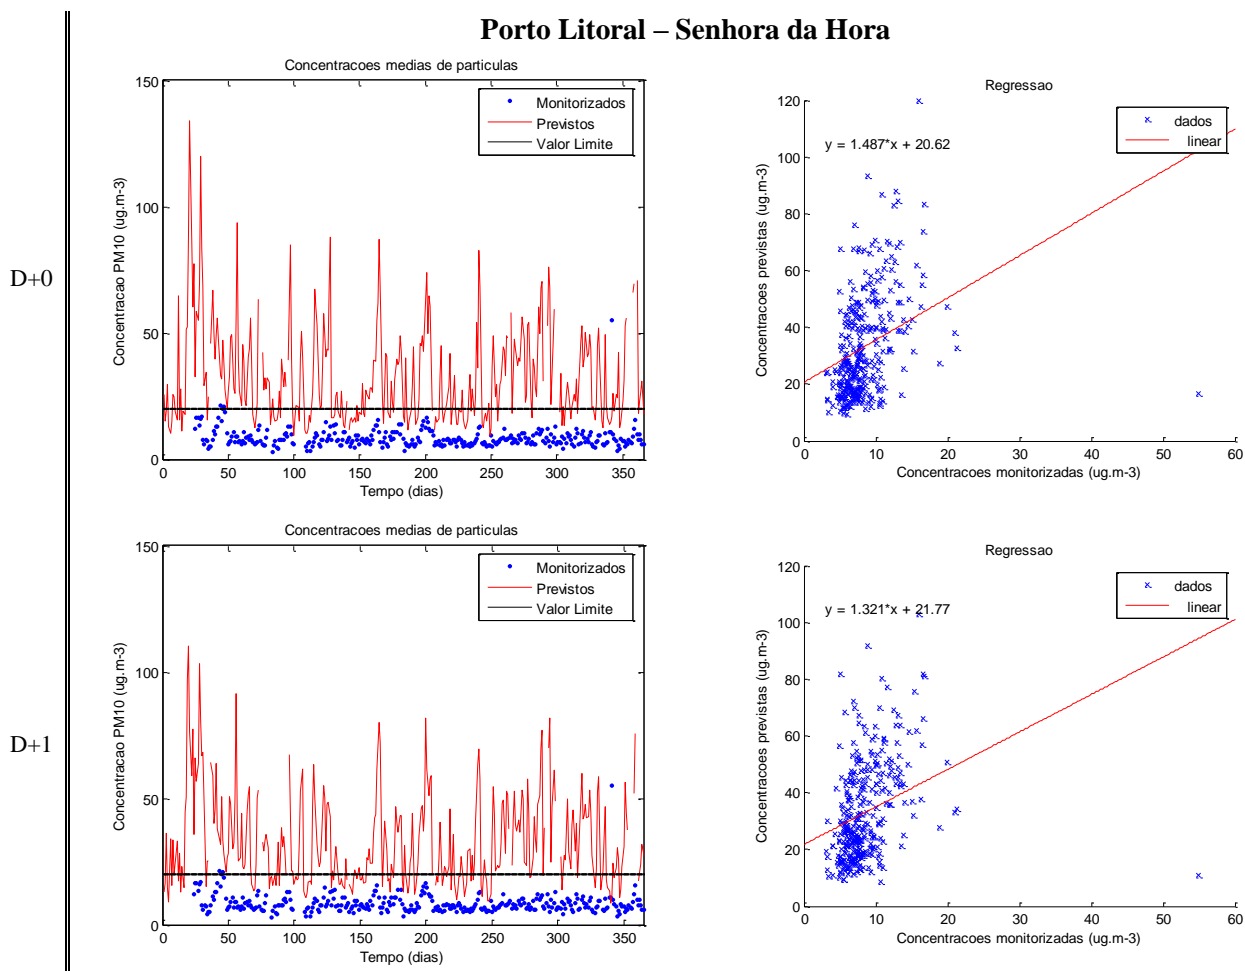 Porto Litoral – Senhora da Hora
D+0
Concentracoes medias de particulas
Monitorizados
Previstos
Valor Limite
Concentracao PM10 (ug.m-3)
150
100
50
0
0 50 100 150 200 250 300 350
Tempo (dias)
Regressao
dados
linear
y = 1.487*x + 20.62
Concentracoes previstas (ug.m-3)
120
100
80
60
40
20
0
0 10 20 30 40 50 60
Concentracoes monitorizadas (ug.m-3)
D+1
Concentracoes medias de particulas
Monitorizados
Previstos
Valor Limite
Concentracao PM10 (ug.m-3)
150
100
50
0
0 50 100 150 200 250 300 350
Tempo (dias)
Regressao
dados
linear
y = 1.321*x + 21.77
Concentracoes previstas (ug.m-3)
120
100
80
60
40
20
0
0 10 20 30 40 50 60
Concentracoes monitorizadas (ug.m-3)